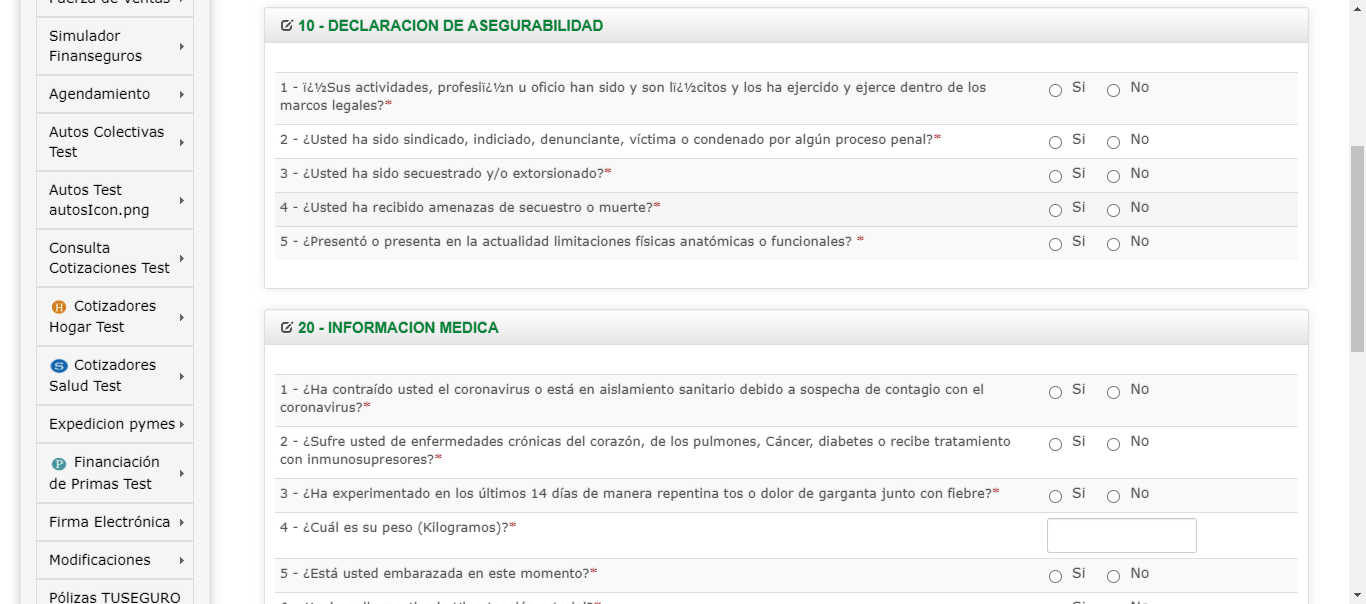 Fuerza de Ventas
Simulador
Finanseguros
Agendamiento
Autos Colectivas
Test
Autos Test
autosIcon.png
Consulta
Cotizaciones Test
H Cotizadores
Hogar Test
S Cotizadores
Salud Test
Expedicion pymes
P Financiación
de Primas Test
Firma Electrónica
Modificaciones
Pólizas TUSEGURO
10 - DECLARACION DE ASEGURABILIDAD
1 - ï¿½Sus actividades, profesiï¿½n u oficio han sido y son lï¿½citos y los ha ejercido y ejerce dentro de los
marcos legales?*
Si No
2 - ¿Usted ha sido sindicado, indiciado, denunciante, víctima o condenado por algún proceso penal?* Si No
3 - ¿Usted ha sido secuestrado y/o extorsionado?* Si No
4 - ¿Usted ha recibido amenazas de secuestro o muerte?* Si No
5 - ¿Presentó o presenta en la actualidad limitaciones físicas anatómicas o funcionales? * Si No
20 - INFORMACION MEDICA
1 - ¿Ha contraído usted el coronavirus o está en aislamiento sanitario debido a sospecha de contagio con el
coronavirus?*
Si No
2 - ¿Sufre usted de enfermedades crónicas del corazón, de los pulmones, Cáncer, diabetes o recibe tratamiento
con inmunosupresores?*
Si No
3 - ¿Ha experimentado en los últimos 14 días de manera repentina tos o dolor de garganta junto con fiebre?* Si No
4 - ¿Cuál es su peso (Kilogramos)?*
5 - ¿Está usted embarazada en este momento?* Si No